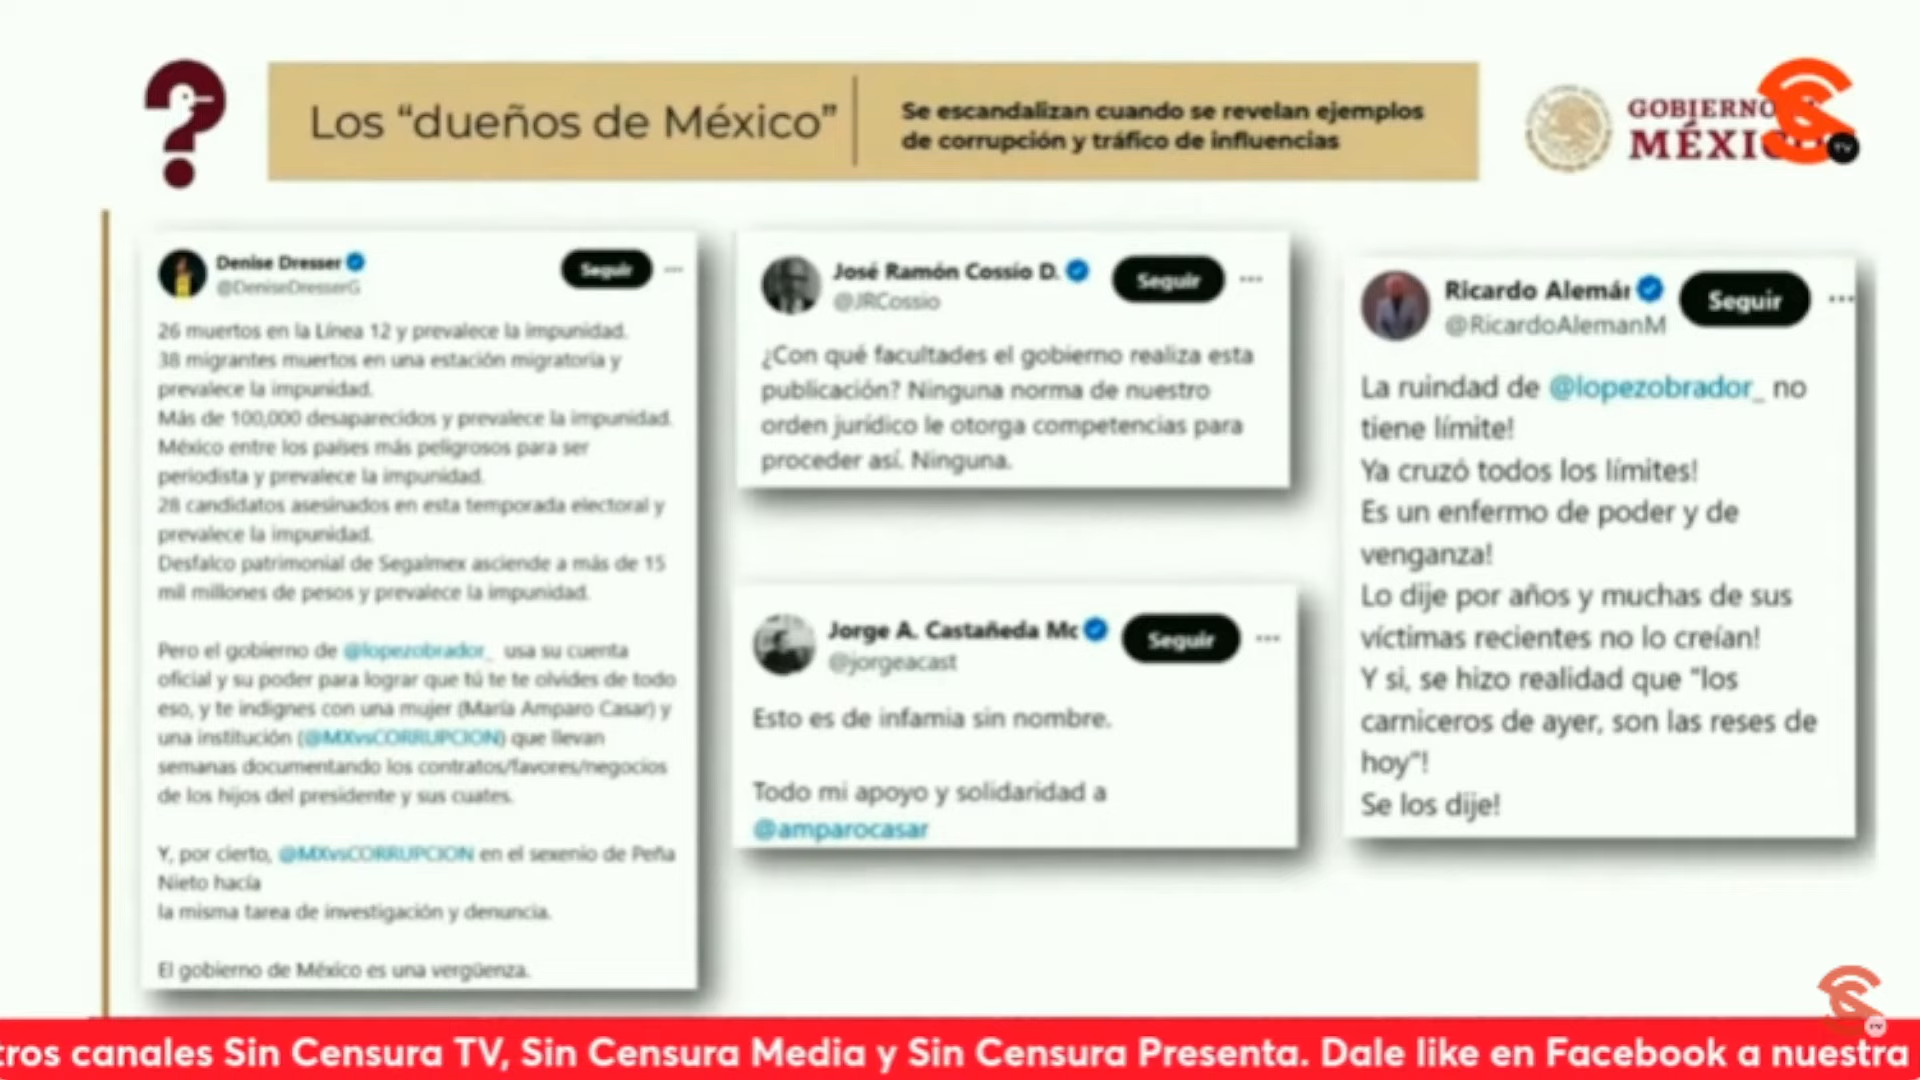 Los “dueños de México”
Se escandalizan cuando se revelan ejemplos
de corrupción y tráfico de influencias
GOBIERNO
MÉXICO
TV
Denise Dresser
Seguir
@DeniseDresserG
26 muertos en la Línea 12 y prevalece la impunidad.
38 migrantes muertos en una estación migratoria y
prevalece la impunidad.
Más de 100,000 desaparecidos y prevalece la impunidad.
México entre los países más peligrosos para ser
periodista y prevalece la impunidad.
28 candidatos asesinados en esta temporada electoral y
prevalece la impunidad.
Desfalco patrimonial de Segalmex asciende a más de 15
mil millones de pesos y prevalece la impunidad.
Pero el gobierno de @lopezobrador_ usa su cuenta
oficial y su poder para lograr que tú te te olvides de todo
eso, y te indignes con una mujer (María Amparo Casar) y
una institución (@MXvsCORRUPCION) que llevan
semanas documentando los contratos/favores/negocios
de los hijos del presidente y sus cuates.
Y, por cierto, @MXvsCORRUPCION en el sexenio de Peña
Nieto hacía
la misma tarea de investigación y denuncia.
El gobierno de México es una vergüenza.
José Ramón Cossío D.
Seguir
@JRCossio
¿Con qué facultades el gobierno realiza esta
publicación? Ninguna norma de nuestro
orden jurídico le otorga competencias para
proceder así. Ninguna.
Jorge A. Castañeda Mo
Seguir
@jorgeacast
Esto es de infamia sin nombre.
Todo mi apoyo y solidaridad a
@amparocasar
Ricardo Alemán
Seguir
@RicardoAlemanM
La ruindad de @lopezobrador_ no
tiene límite!
Ya cruzó todos los límites!
Es un enfermo de poder y de
venganza!
Lo dije por años y muchas de sus
víctimas recientes no lo creían!
Y si, se hizo realidad que "los
carniceros de ayer, son las reses de
hoy"!
Se los dije!
TV
tros canales Sin Censura TV, Sin Censura Media y Sin Censura Presenta. Dale like en Facebook a nuestra